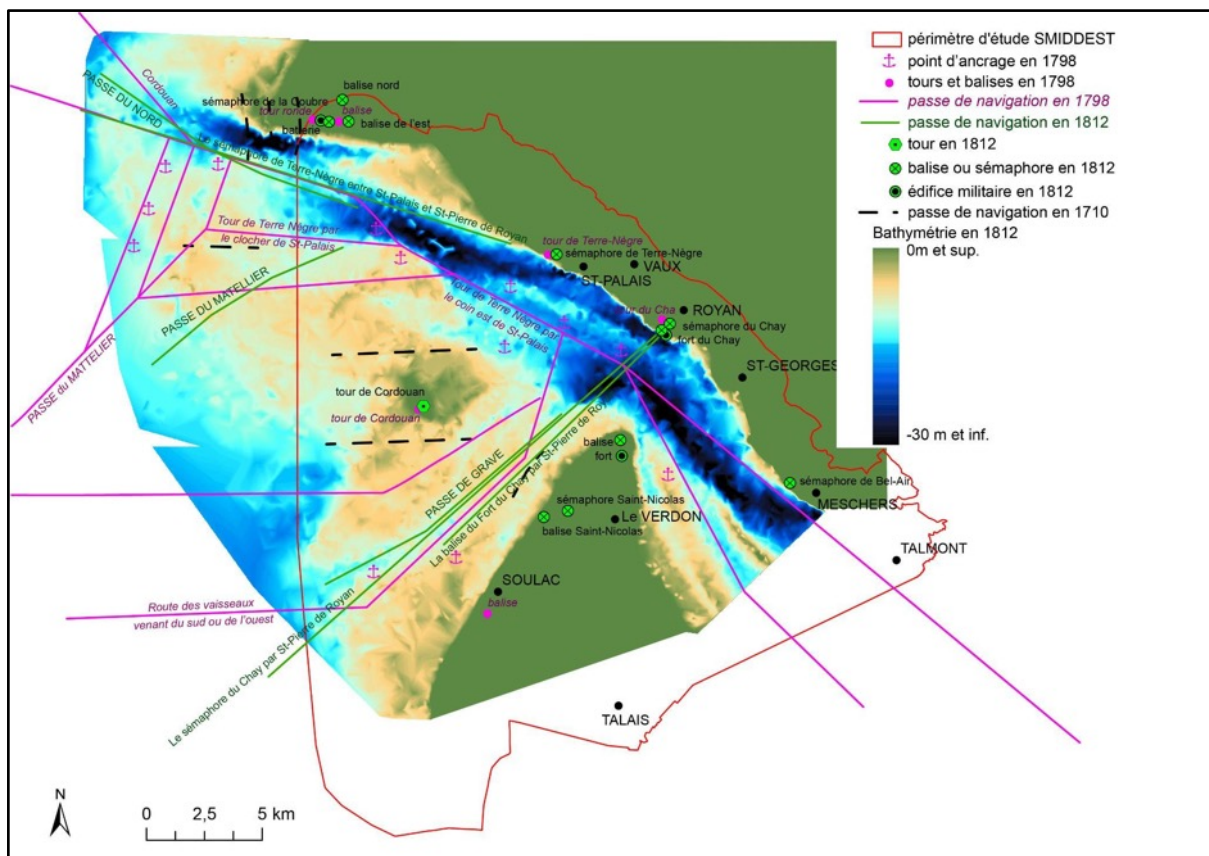 périmètre d'étude SMIDDEST
point d'ancrage en 1798
tours et balises en 1798
passe de navigation en 1798
passe de navigation en 1812
tour en 1812
balise ou sémaphore en 1812
édifice militaire en 1812
passe de navigation en 1710
Bathymétrie en 1812
0m et sup.
-30 m et inf.
Cordouan
PASSE DU NORD
balise nord
sémaphore de la Coubre
tour ronde
balise
batterie
balise de l'est
Le sémaphore de Terre-Nègre entre St-Palais et St-Pierre de Royan
Tour de Terre Nègre par
le clocher de St-Palais
tour de Terre-Nègre
sémaphore de Terre-Nègre
VAUX
ST-PALAIS
PASSE DU MATELLIER
PASSE du MATTELIER
Tour de Terre Nègre par
le coin est de St-Palais
tour du Cha
ROYAN
sémaphore du Chay
fort du Chay
ST-GEORGES
tour de Cordouan
tour de Cordouan
balise
fort
PASSE DE GRAVE
La balise du Fort du Chay par St-Pierre de Royan
sémaphore de Bel-Air
MESCHERS
sémaphore Saint-Nicolas
Le VERDON
balise Saint-Nicolas
TALMONT
SOULAC
balise
Route des vaisseaux
venant du sud ou de l'ouest
Le sémaphore du Chay par St-Pierre de Royan
TALAIS
N
0 2,5 5 km